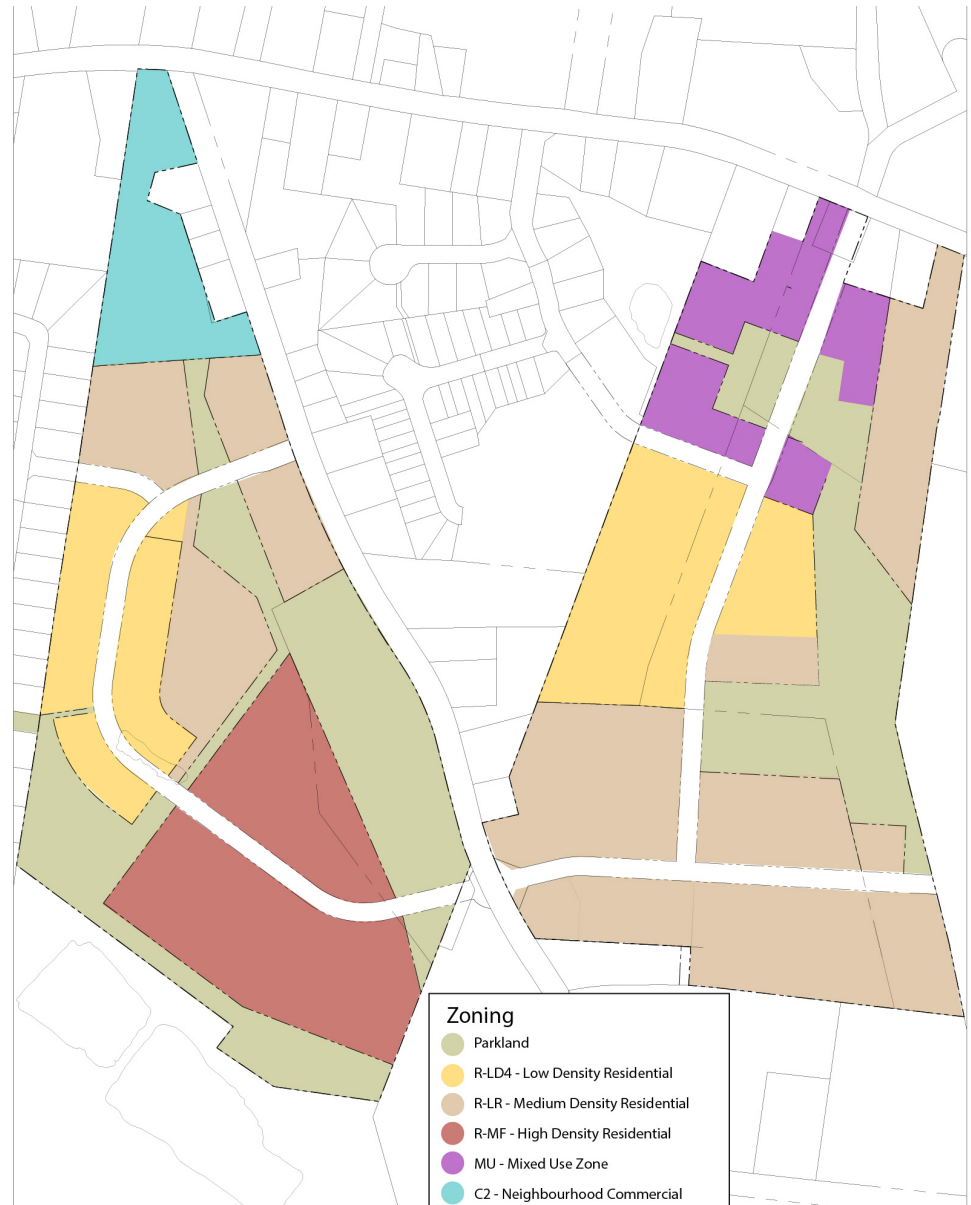 Zoning
Parkland
R-LD4 - Low Density Residential
R-LR - Medium Density Residential
R-MF - High Density Residential
MU - Mixed Use Zone
C2 - Neighbourhood Commercial